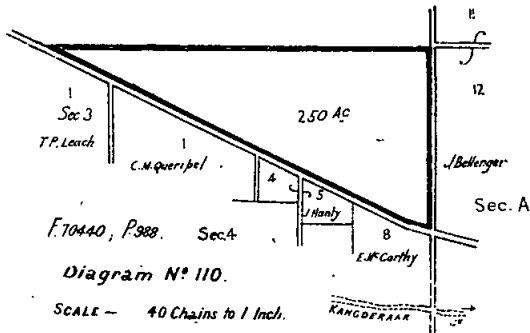 11
12
1
Sec 3
T.P. Leach
250 Ac
1
C.M. Queripel
J Bellenger
4
5
J Hanly
Sec. A
8
E. McCarthy
F.70440, P.988. Sec.4
Diagram Nº 110.
SCALE – 40 Chains to 1 Inch.
KANGDERAAR